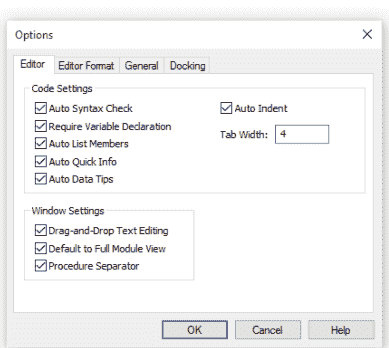 Options
Editor Editor Format General Docking
Code Settings
Auto Syntax Check Auto Indent
Require Variable Declaration Tab Width: 4
Auto List Members
Auto Quick Info
Auto Data Tips
Window Settings
Drag-and-Drop Text Editing
Default to Full Module View
Procedure Separator
OK Cancel Help